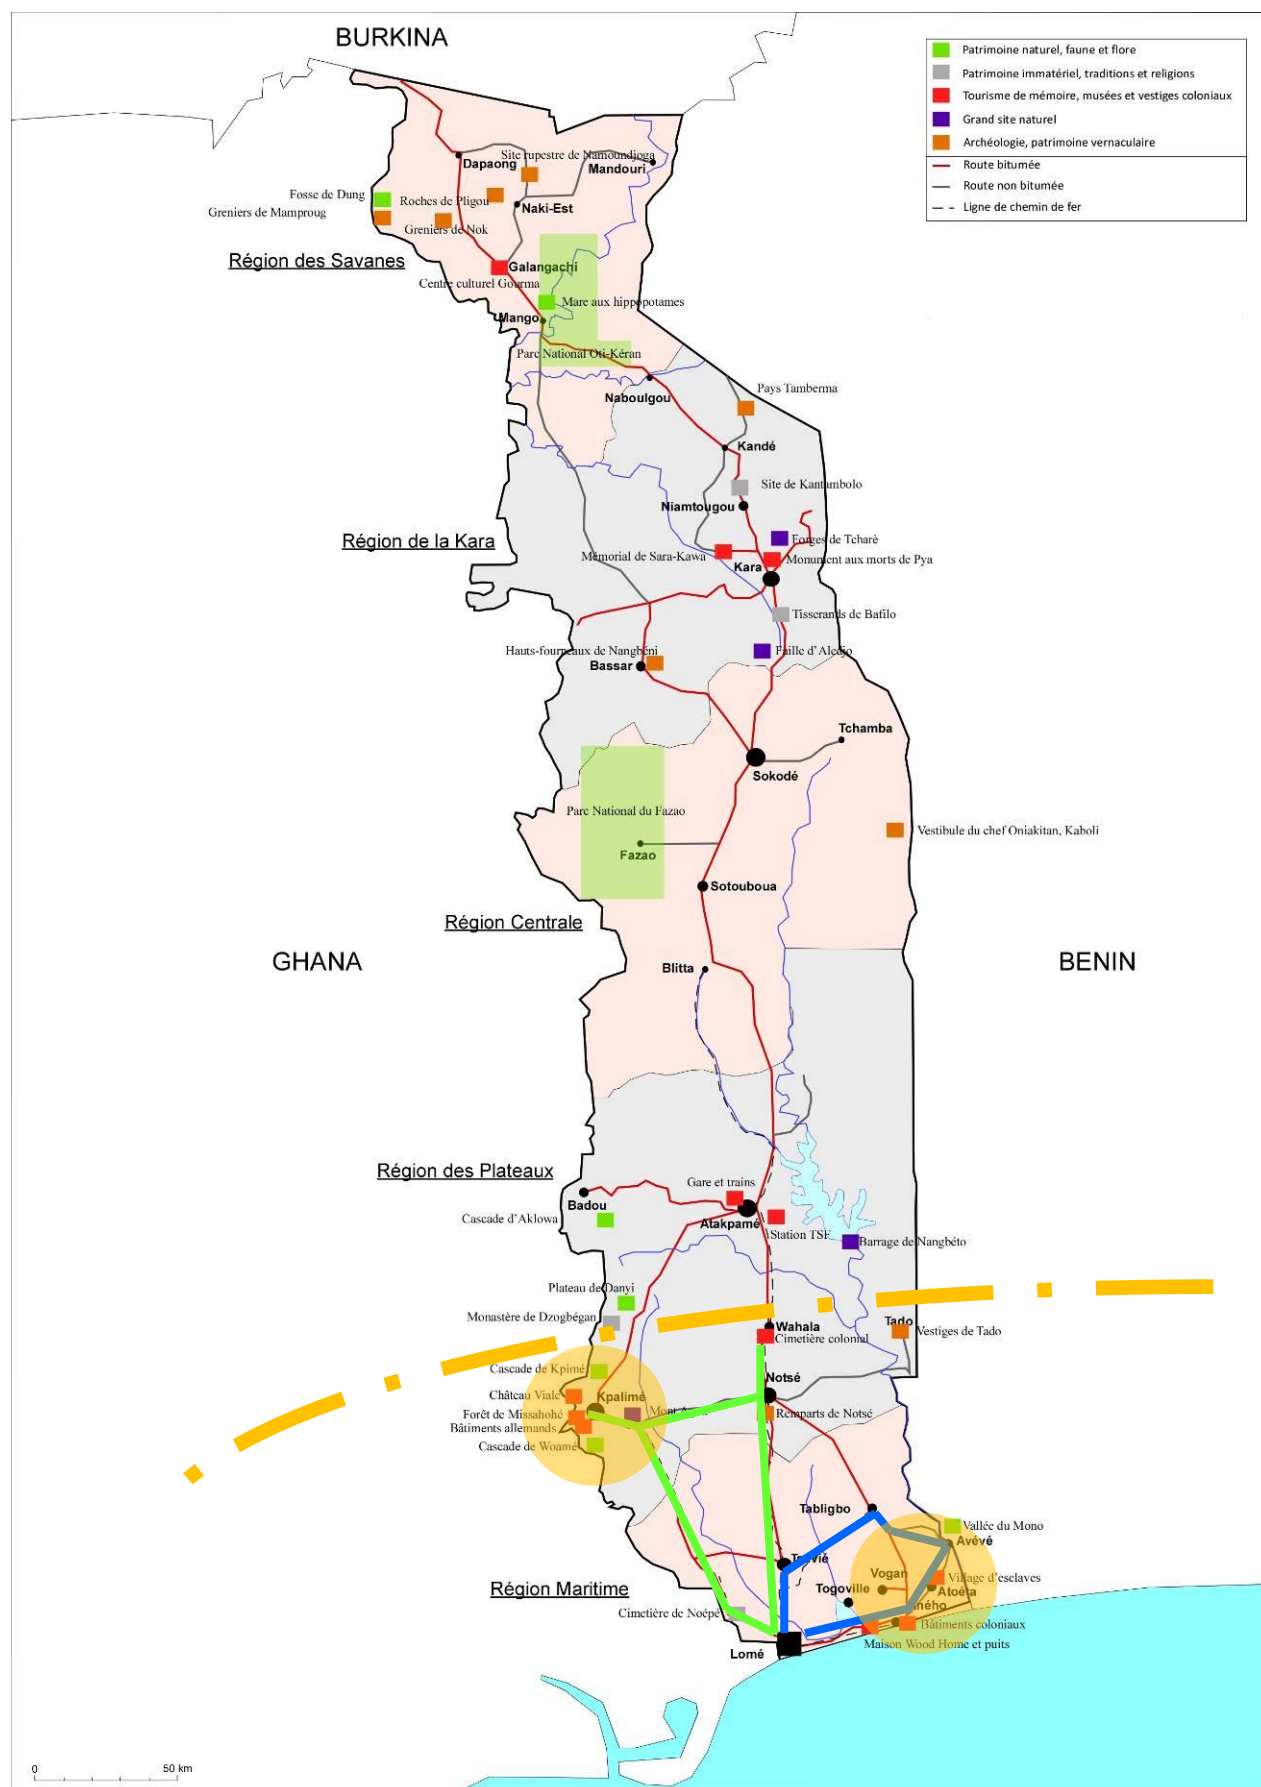 BURKINA
Patrimoine naturel, faune et flore
Patrimoine immatériel, traditions et religions
Tourisme de mémoire, musées et vestiges coloniaux
Grand site naturel
Archéologie, patrimoine vernaculaire
Route bitumée
Route non bitumée
Ligne de chemin de fer
Site rupestre de Namoundjoga
Dapaong
Mandouri
Fosse de Dung
Roches de Pligou
Naki-Est
Greniers de Mamproug
Greniers de Nok
Région des Savanes
Galangachi
Centre culturel Gourma
Mare aux hippopotames
Mango
Parc National Oti-Kéran
Naboulgou
Pays Tamberma
Kandé
Site de Kantambolo
Niamtougou
Région de la Kara
Forges de Tcharè
Mémorial de Sara-Kawa
Monument aux morts de Pya
Kara
Tisserands de Bafilo
Hauts-fourneaux de Nangbéni
Faille d'Alédjo
Bassar
Tchamba
Sokodé
Parc National du Fazao
Vestibule du chef Oniakitan, Kaboli
Fazao
Sotouboua
Région Centrale
GHANA
Blitta
BENIN
Région des Plateaux
Gare et trains
Badou
Cascade d'Aklowa
Atakpamé
Station TSF
Barrage de Nangbéto
Plateau de Danyi
Monastère de Dzogbégan
Wahala
Tado
Cimetière colonial
Vestiges de Tado
Cascade de Kpimé
Notsé
Château Viale
Kpalimé
Forêt de Missahohé
Mont
Remparts de Notsé
Bâtiments allemands
Cascade de Woamé
Tabligbo
Vallée du Mono
Avévé
Vogan
Village d'esclaves
Région Maritime
Togoville
Atoéta
Cimetière de Noépé
Bâtiments coloniaux
Maison Wood Home et puits
Lomé
0
50 km